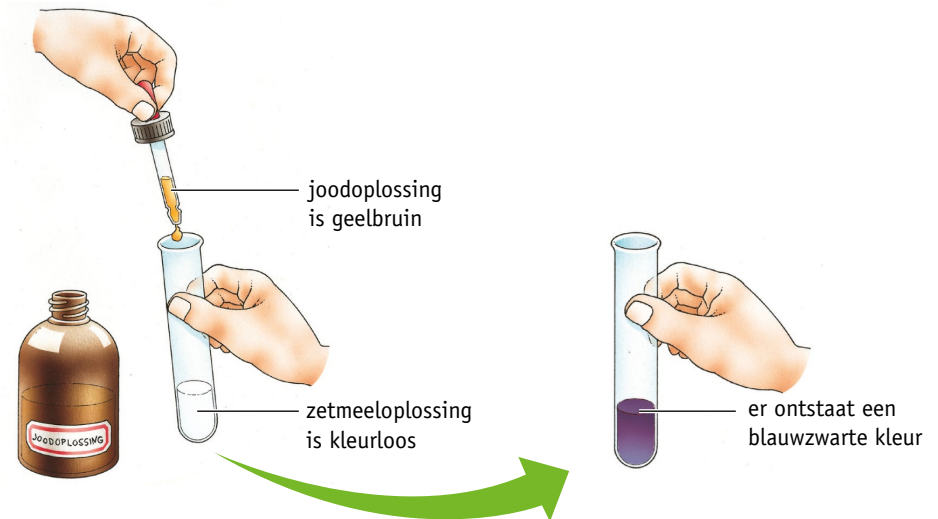 joodoplossing
is geelbruin
JOODOPLOSSING
zetmeeloplossing
is kleurloos
er ontstaat een
blauwzwarte kleur